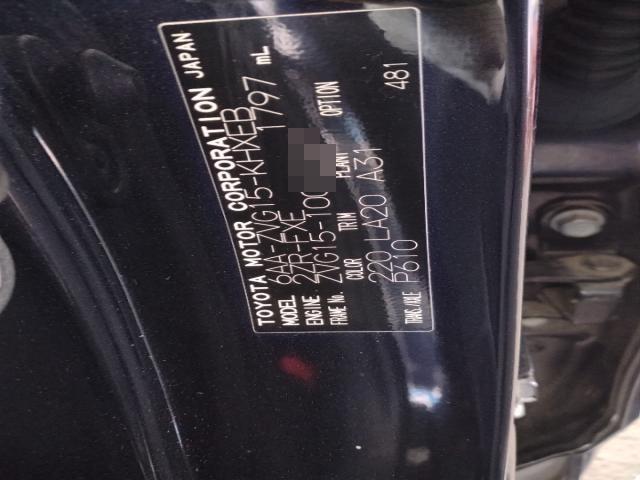 TOYOTA MOTOR CORPORATION JAPAN
MODEL 6AA-ZVG15-KHXEB
ENGINE 2ZR-FXE 1797 mL
FRAME No. ZVG15-100
COLOR TRIM PLANT OPTION
220 LA20 A31 481
TRANS./AXLE P610